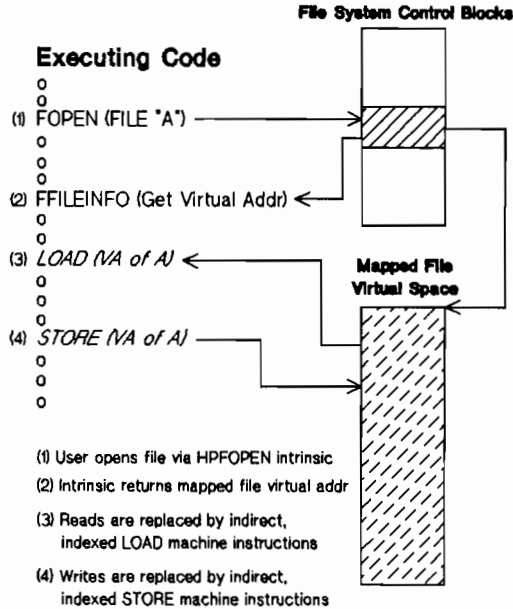 File System Control Blocks
Executing Code
(1) FOPEN (FILE "A")
(2) FFILEINFO (Get Virtual Addr)
(3) LOAD (VA of A)
Mapped File
Virtual Space
(4) STORE (VA of A)
(1) User opens file via HPFOPEN intrinsic
(2) Intrinsic returns mapped file virtual addr
(3) Reads are replaced by indirect,
indexed LOAD machine instructions
(4) Writes are replaced by indirect,
indexed STORE machine instructions